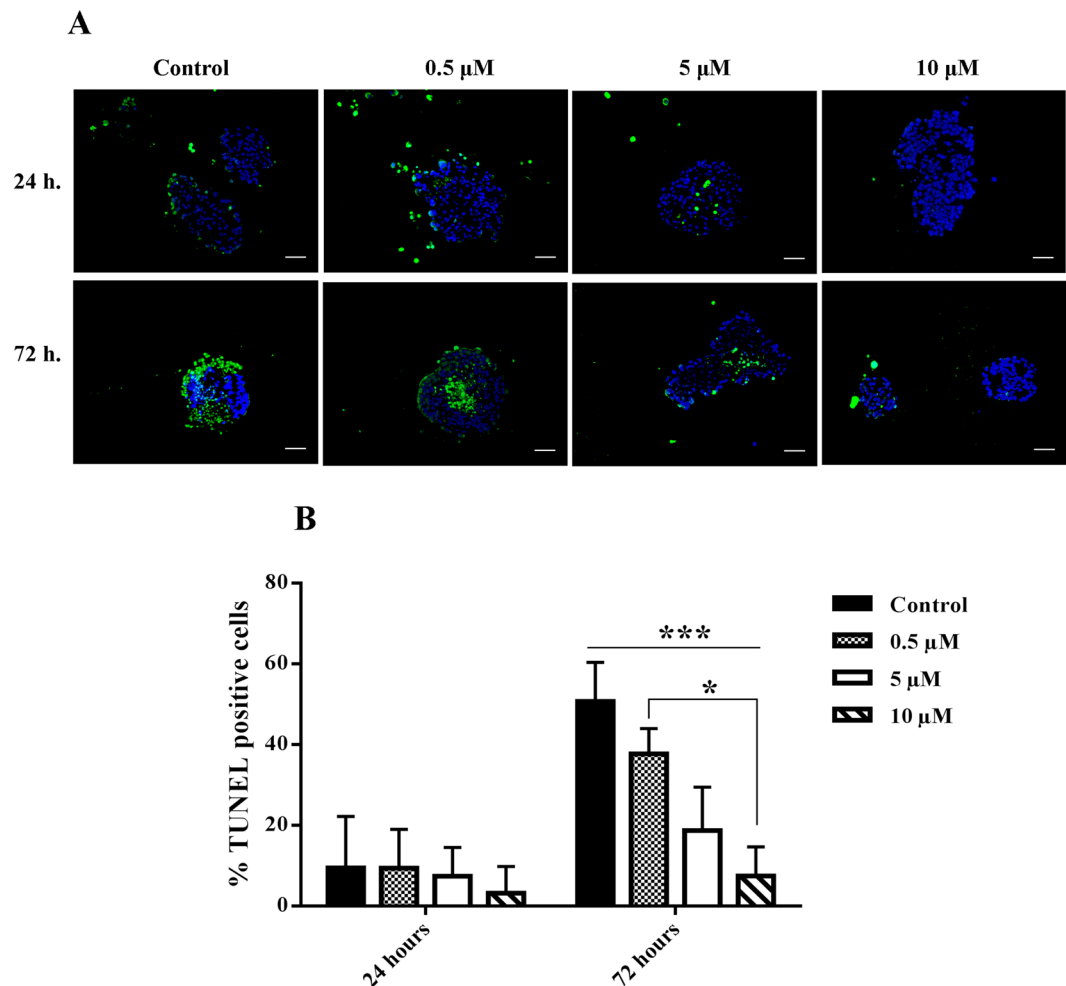 A
Control 0.5 µM 5 µM 10 µM
24 h.
72 h.
B
% TUNEL positive cells
80
60
40
20
0
***
*
24 hours
72 hours
Control
0.5 µM
5 µM
10 µM